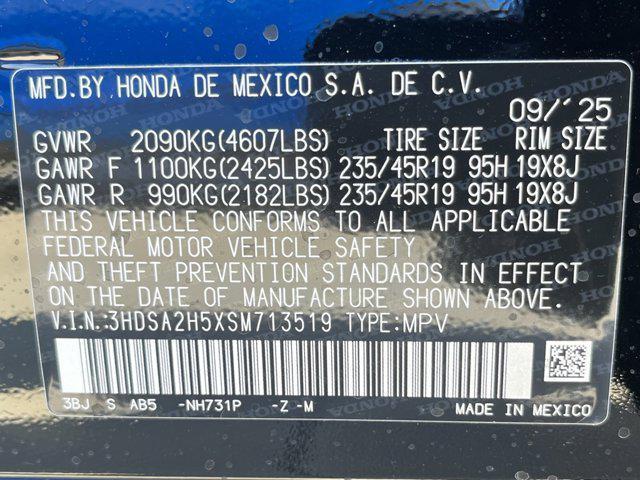 MFD.BY HONDA DE MEXICO S.A. DE C.V.
09/'25
GVWR 2090KG(4607LBS) TIRE SIZE RIM SIZE
GAWR F 1100KG(2425LBS) 235/45R19 95H 19X8J
GAWR R 990KG(2182LBS) 235/45R19 95H 19X8J
THIS VEHICLE CONFORMS TO ALL APPLICABLE
FEDERAL MOTOR VEHICLE SAFETY
AND THEFT PREVENTION STANDARDS IN EFFECT
ON THE DATE OF MANUFACTURE SHOWN ABOVE.
V.I.N.:3HDSA2H5XSM713519 TYPE:MPV
3BJ S AB5 -NH731P -Z -M MADE IN MEXICO